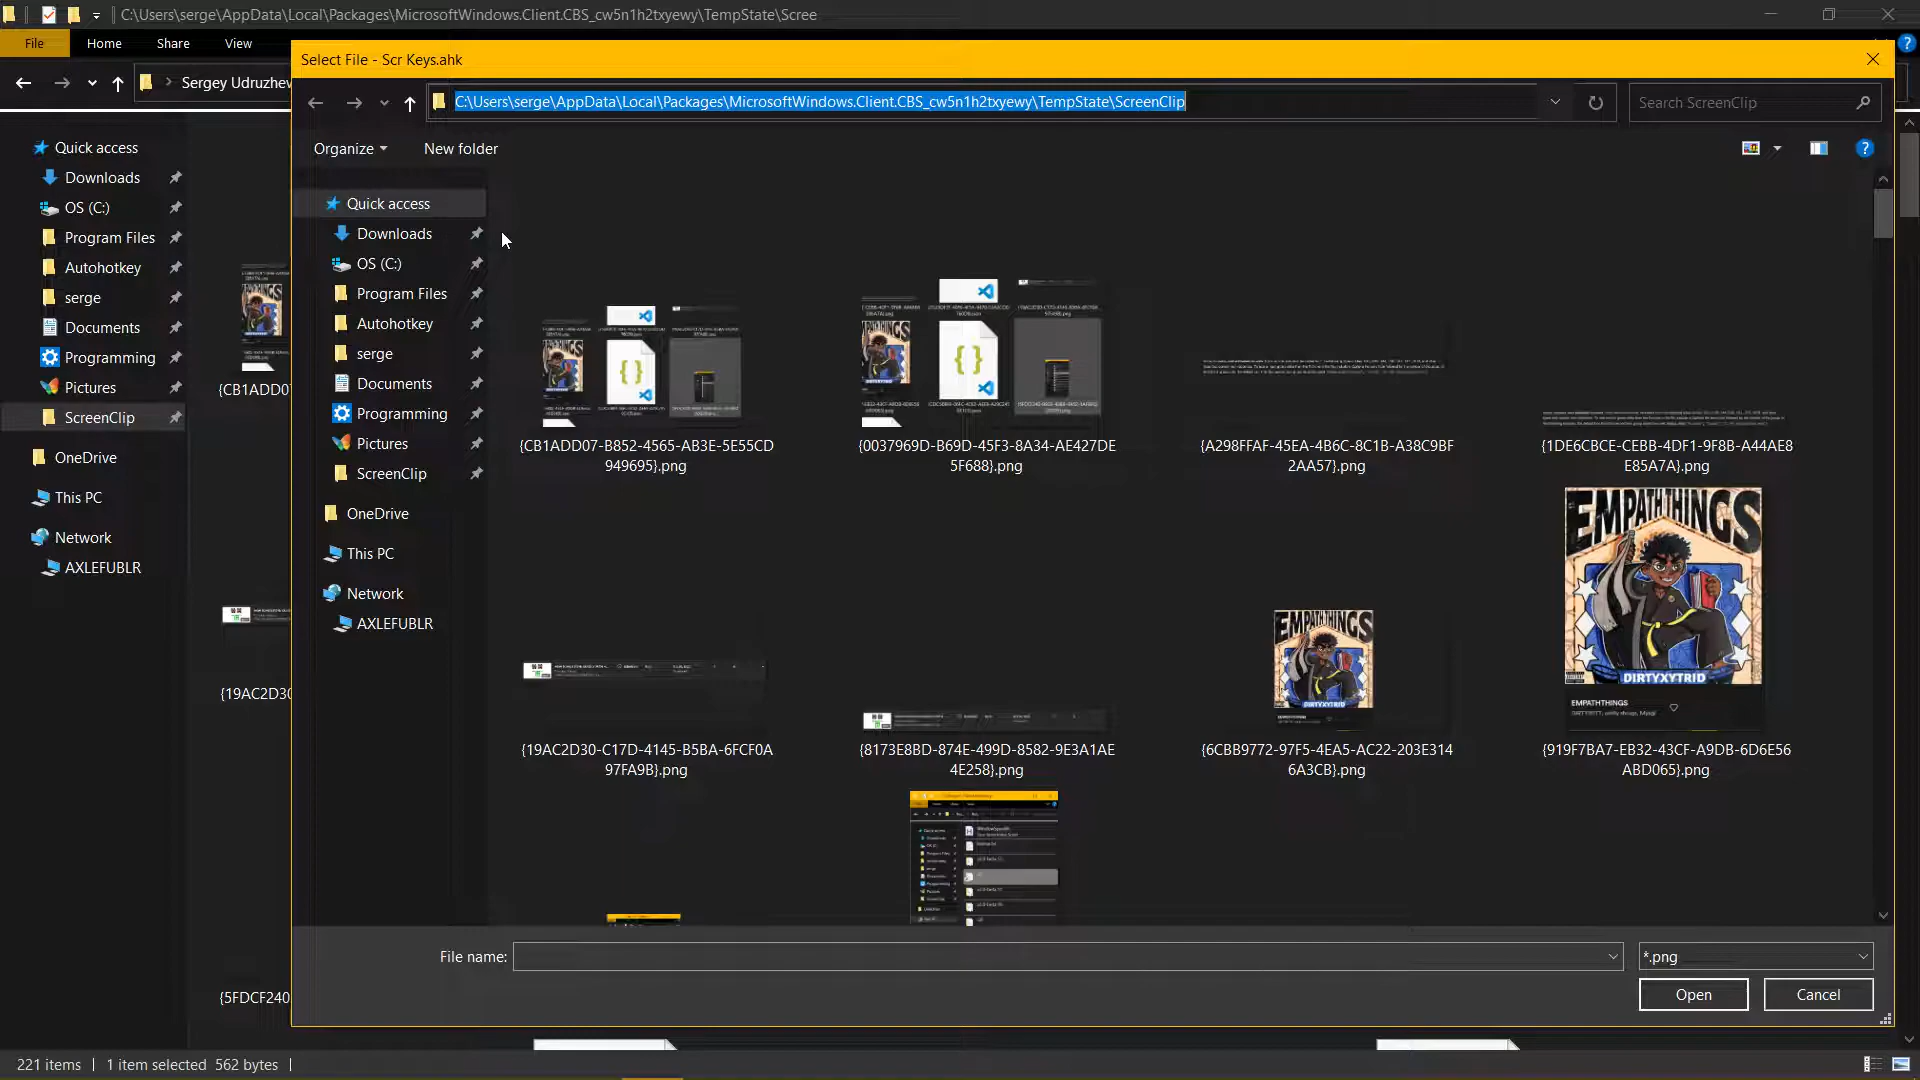 C:\Users\serge\AppData\Local\Packages\MicrosoftWindows.Client.CBS_cw5n1h2txyewy\TempState\Scree
File
Home
Share
View
Sergey Udruzhev
Quick access
Downloads
OS (C:)
Program Files
Autohotkey
serge
Documents
Programming
Pictures
ScreenClip
OneDrive
This PC
Network
AXLEFUBLR
{CB1ADD07
{19AC2D30
{5FDCF240
221 items
1 item selected 562 bytes
Select File - Scr Keys.ahk
C:\Users\serge\AppData\Local\Packages\MicrosoftWindows.Client.CBS_cw5n1h2txyewy\TempState\ScreenClip
Search ScreenClip
Organize
New folder
Quick access
Downloads
OS (C:)
Program Files
Autohotkey
serge
Documents
Programming
Pictures
ScreenClip
OneDrive
This PC
Network
AXLEFUBLR
{CB1ADD07-B852-4565-AB3E-5E55CD
949695}.png
{0037969D-B69D-45F3-8A34-AE427DE
5F688}.png
{A298FFAF-45EA-4B6C-8C1B-A38C9BF
2AA57}.png
{1DE6CBCE-CEBB-4DF1-9F8B-A44AE8
E85A7A}.png
{19AC2D30-C17D-4145-B5BA-6FCF0A
97FA9B}.png
{8173E8BD-874E-499D-8582-9E3A1AE
4E258}.png
EMPATHTHINGS
DIRTYXYTRID
{6CBB9772-97F5-4EA5-AC22-203E314
6A3CB}.png
EMPATHTHINGS
DIRTYXYTRID
EMPATHTHINGS
{919F7BA7-EB32-43CF-A9DB-6D6E56
ABD065}.png
File name:
*.png
Open
Cancel